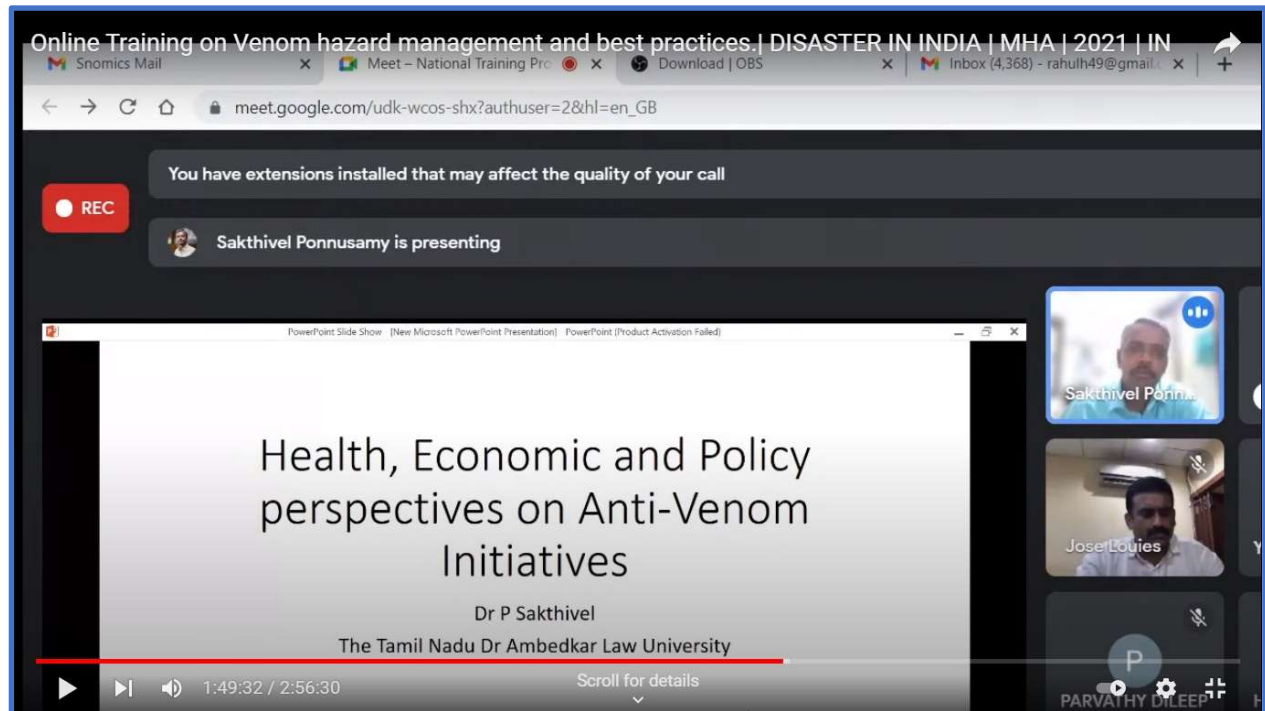 Online Training on Venom hazard management and best practices.| DISASTER IN INDIA | MHA | 2021 | IN
Snomics Mail
Meet – National Training Pro
Download | OBS
Inbox (4,368) - rahulh49@gmail.
meet.google.com/udk-wcos-shx?authuser=2&hl=en_GB
You have extensions installed that may affect the quality of your call
REC
Sakthivel Ponnusamy is presenting
PowerPoint Slide Show - [New Microsoft PowerPoint Presentation] - PowerPoint (Product Activation Failed)
Health, Economic and Policy
perspectives on Anti-Venom
Initiatives
Dr P Sakthivel
The Tamil Nadu Dr Ambedkar Law University
Sakthivel Ponn...
Jose Louies
P
PARVATHY DILEEP
1:49:32 / 2:56:30
Scroll for details